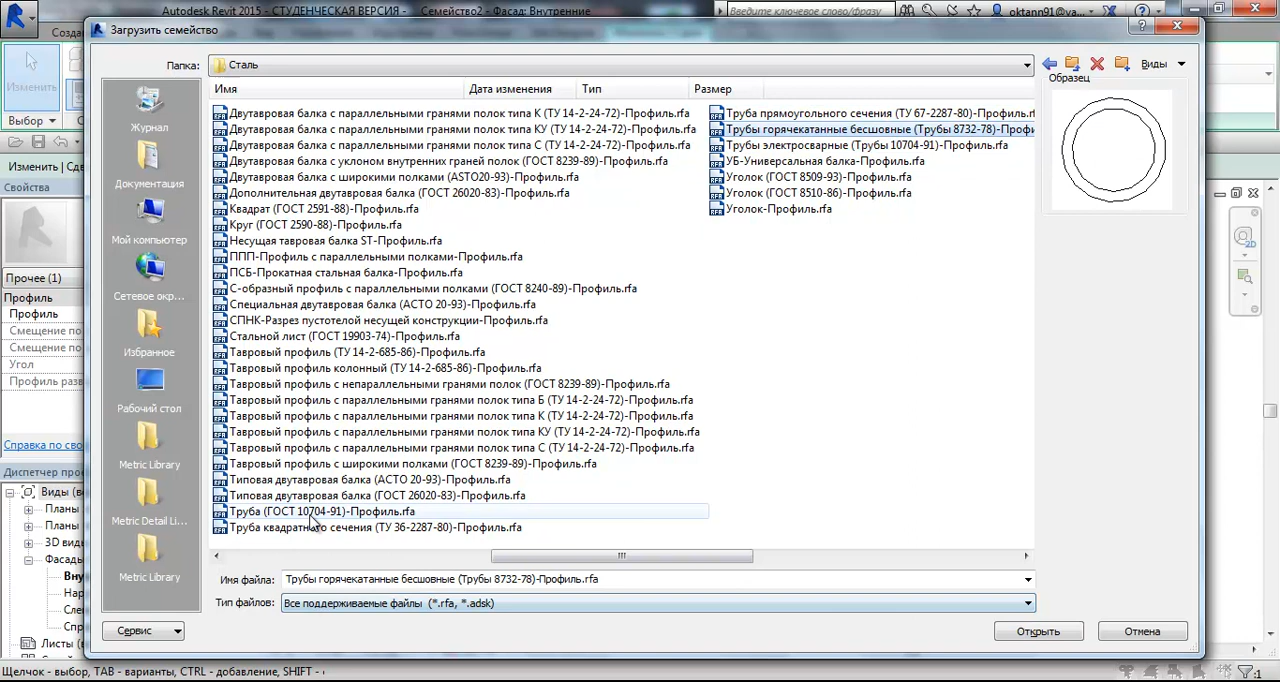 Autodesk Revit 2015 - СТУДЕНЧЕСКАЯ ВЕРСИЯ - Семейство2 - Фасад: Внутренние
Введите ключевое слово/фразу
oktann91@ya...
Загрузить семейство
Изменить
Выбор
Изменить | Сд
Свойства
Прочее (1)
Профиль
Профиль
Смещение по
Смещение по
Угол
Профиль разв
Справка по сво
Диспетчер про
Виды (в
Планы
Планы
3D виды
Фасады
Вну
Нар
Сле
Спр
Листы (в
Папка:
Сталь
Виды
Журнал
Документация
Мой компьютер
Сетевое окр...
Избранное
Рабочий стол
Metric Library
Metric Detail Li...
Metric Library
Имя
Дата изменения
Тип
Размер
Двутавровая балка с параллельными гранями полок типа К (ТУ 14-2-24-72)-Профиль.rfa
Двутавровая балка с параллельными гранями полок типа КУ (ТУ 14-2-24-72)-Профиль.rfa
Двутавровая балка с параллельными гранями полок типа С (ТУ 14-2-24-72)-Профиль.rfa
Двутавровая балка с уклоном внутренних граней полок (ГОСТ 8239-89)-Профиль.rfa
Двутавровая балка с широкими полками (АSTO20-93)-Профиль.rfa
Дополнительная двутавровая балка (ГОСТ 26020-83)-Профиль.rfa
Квадрат (ГОСТ 2591-88)-Профиль.rfa
Круг (ГОСТ 2590-88)-Профиль.rfa
Несущая тавровая балка ST-Профиль.rfa
ППП-Профиль с параллельными полками-Профиль.rfa
ПСБ-Прокатная стальная балка-Профиль.rfa
С-образный профиль с параллельными полками (ГОСТ 8240-89)-Профиль.rfa
Специальная двутавровая балка (АСТО 20-93)-Профиль.rfa
СПНК-Разрез пустотелой несущей конструкции-Профиль.rfa
Стальной лист (ГОСТ 19903-74)-Профиль.rfa
Тавровый профиль (ТУ 14-2-685-86)-Профиль.rfa
Тавровый профиль колонный (ТУ 14-2-685-86)-Профиль.rfa
Тавровый профиль с непараллельными гранями полок (ГОСТ 8239-89)-Профиль.rfa
Тавровый профиль с параллельными гранями полок типа Б (ТУ 14-2-24-72)-Профиль.rfa
Тавровый профиль с параллельными гранями полок типа К (ТУ 14-2-24-72)-Профиль.rfa
Тавровый профиль с параллельными гранями полок типа КУ (ТУ 14-2-24-72)-Профиль.rfa
Тавровый профиль с параллельными гранями полок типа С (ТУ 14-2-24-72)-Профиль.rfa
Тавровый профиль с широкими полками (ГОСТ 8239-89)-Профиль.rfa
Типовая двутавровая балка (АСТО 20-93)-Профиль.rfa
Типовая двутавровая балка (ГОСТ 26020-83)-Профиль.rfa
Труба (ГОСТ 10704-91)-Профиль.rfa
Труба квадратного сечения (ТУ 36-2287-80)-Профиль.rfa
Труба прямоугольного сечения (ТУ 67-2287-80)-Профиль.rf
Трубы горячекатанные бесшовные (Трубы 8732-78)-Профи
Трубы электросварные (Трубы 10704-91)-Профиль.rfa
УБ-Универсальная балка-Профиль.rfa
Уголок (ГОСТ 8509-93)-Профиль.rfa
Уголок (ГОСТ 8510-86)-Профиль.rfa
Уголок-Профиль.rfa
Образец
Имя файла:
Трубы горячекатанные бесшовные (Трубы 8732-78)-Профиль.rfa
Тип файлов:
Все поддерживаемые файлы (*.rfa, *.adsk)
Сервис
Открыть
Отмена
Щелчок - выбор, TAB - варианты, CTRL - добавление, SHIFT -
:1